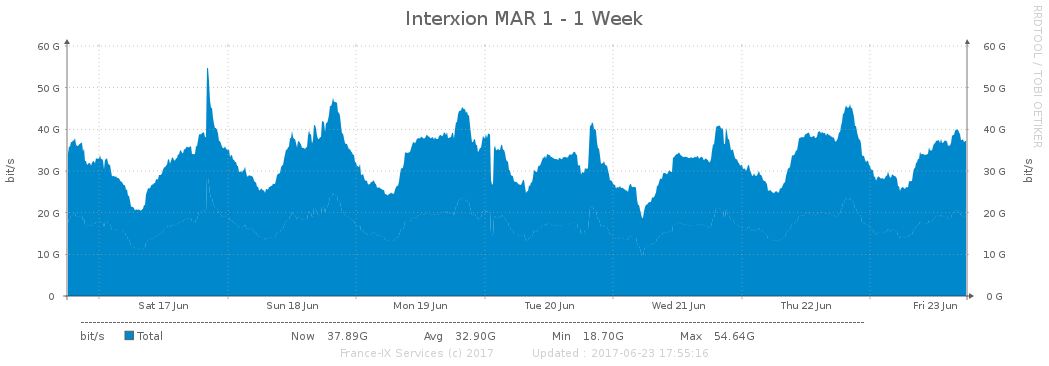 Interxion MAR 1 - 1 Week
RRDTOOL / TOBI OETIKER
60 G 60 G
50 G 50 G
40 G 40 G
30 G 30 G
20 G 20 G
10 G 10 G
0 0 G
bit/s bit/s
Sat 17 Jun Sun 18 Jun Mon 19 Jun Tue 20 Jun Wed 21 Jun Thu 22 Jun Fri 23 Jun
bit/s Total Now 37.89G Avg 32.90G Min 18.70G Max 54.64G
France-IX Services (c) 2017 Updated : 2017-06-23 17:55:16